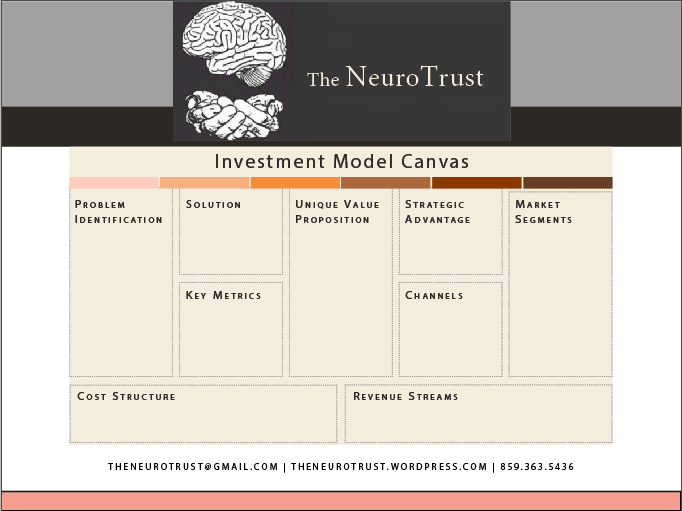 The NeuroTrust
Investment Model Canvas
Problem
Identification
Solution
Unique Value
Proposition
Strategic
Advantage
Market
Segments
Key Metrics
Channels
Cost Structure
Revenue Streams
THENEUROTRUST@GMAIL.COM | THENEUROTRUST.WORDPRESS.COM | 859.363.5436